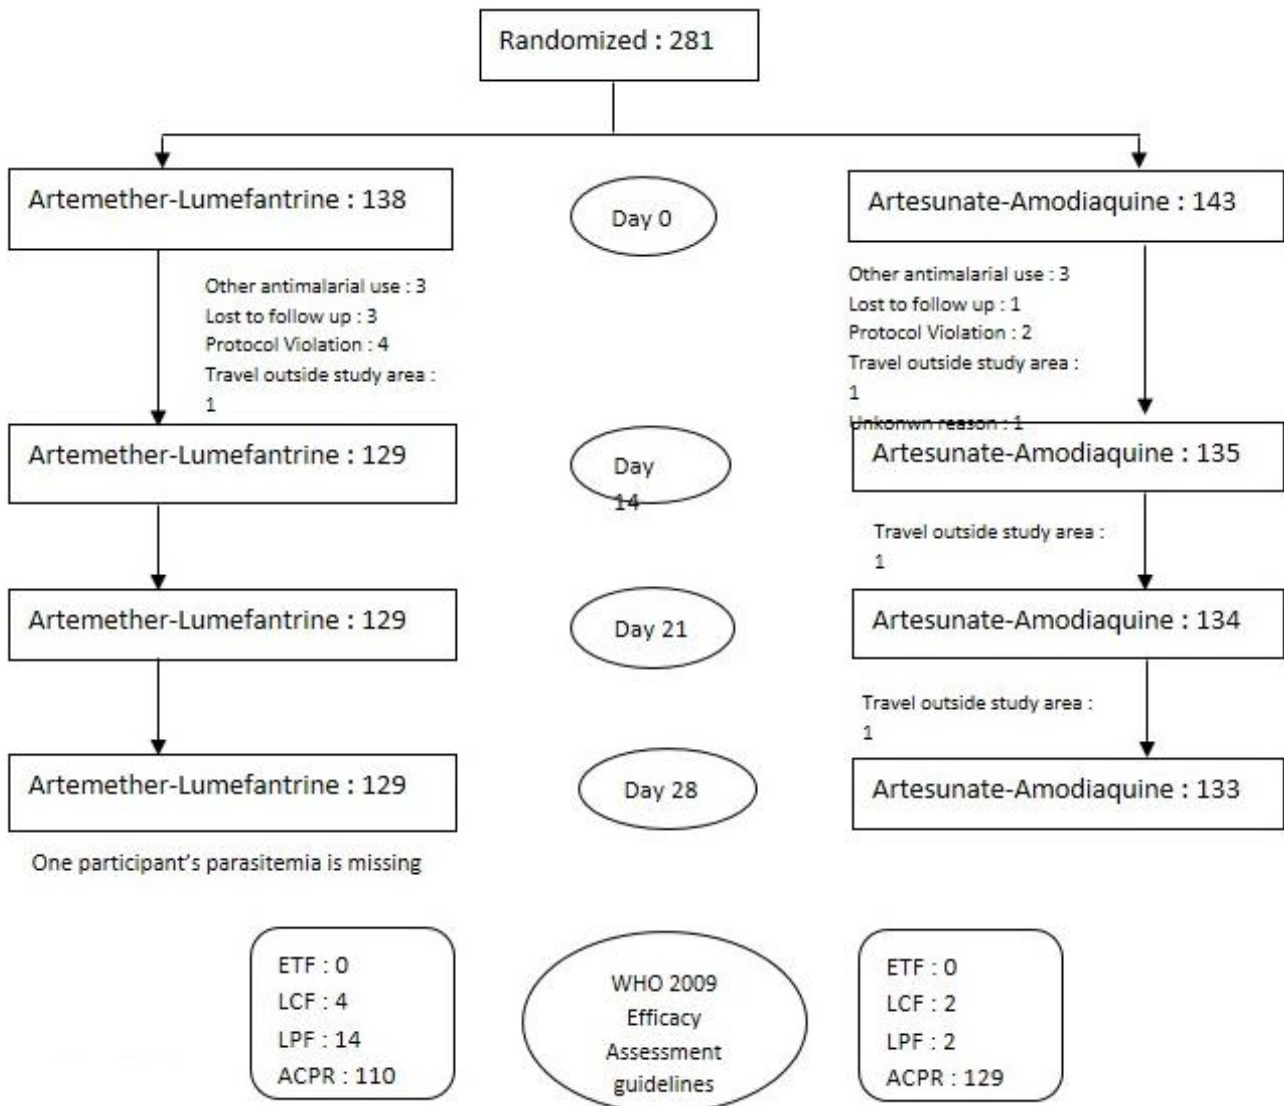 Randomized : 281
Artemether-Lumefantrine : 138
Day 0
Artesunate-Amodiaquine : 143
Other antimalarial use : 3
Lost to follow up : 3
Protocol Violation : 4
Travel outside study area :
1
Other antimalarial use : 3
Lost to follow up : 1
Protocol Violation : 2
Travel outside study area :
1
Unkonwn reason : 1
Artemether-Lumefantrine : 129
Day
14
Artesunate-Amodiaquine : 135
Travel outside study area :
1
Artemether-Lumefantrine : 129
Day 21
Artesunate-Amodiaquine : 134
Travel outside study area :
1
Artemether-Lumefantrine : 129
Day 28
Artesunate-Amodiaquine : 133
One participant's parasitemia is missing
ETF : 0
LCF : 4
LPF : 14
ACPR : 110
WHO 2009
Efficacy
Assessment
guidelines
ETF : 0
LCF : 2
LPF : 2
ACPR : 129